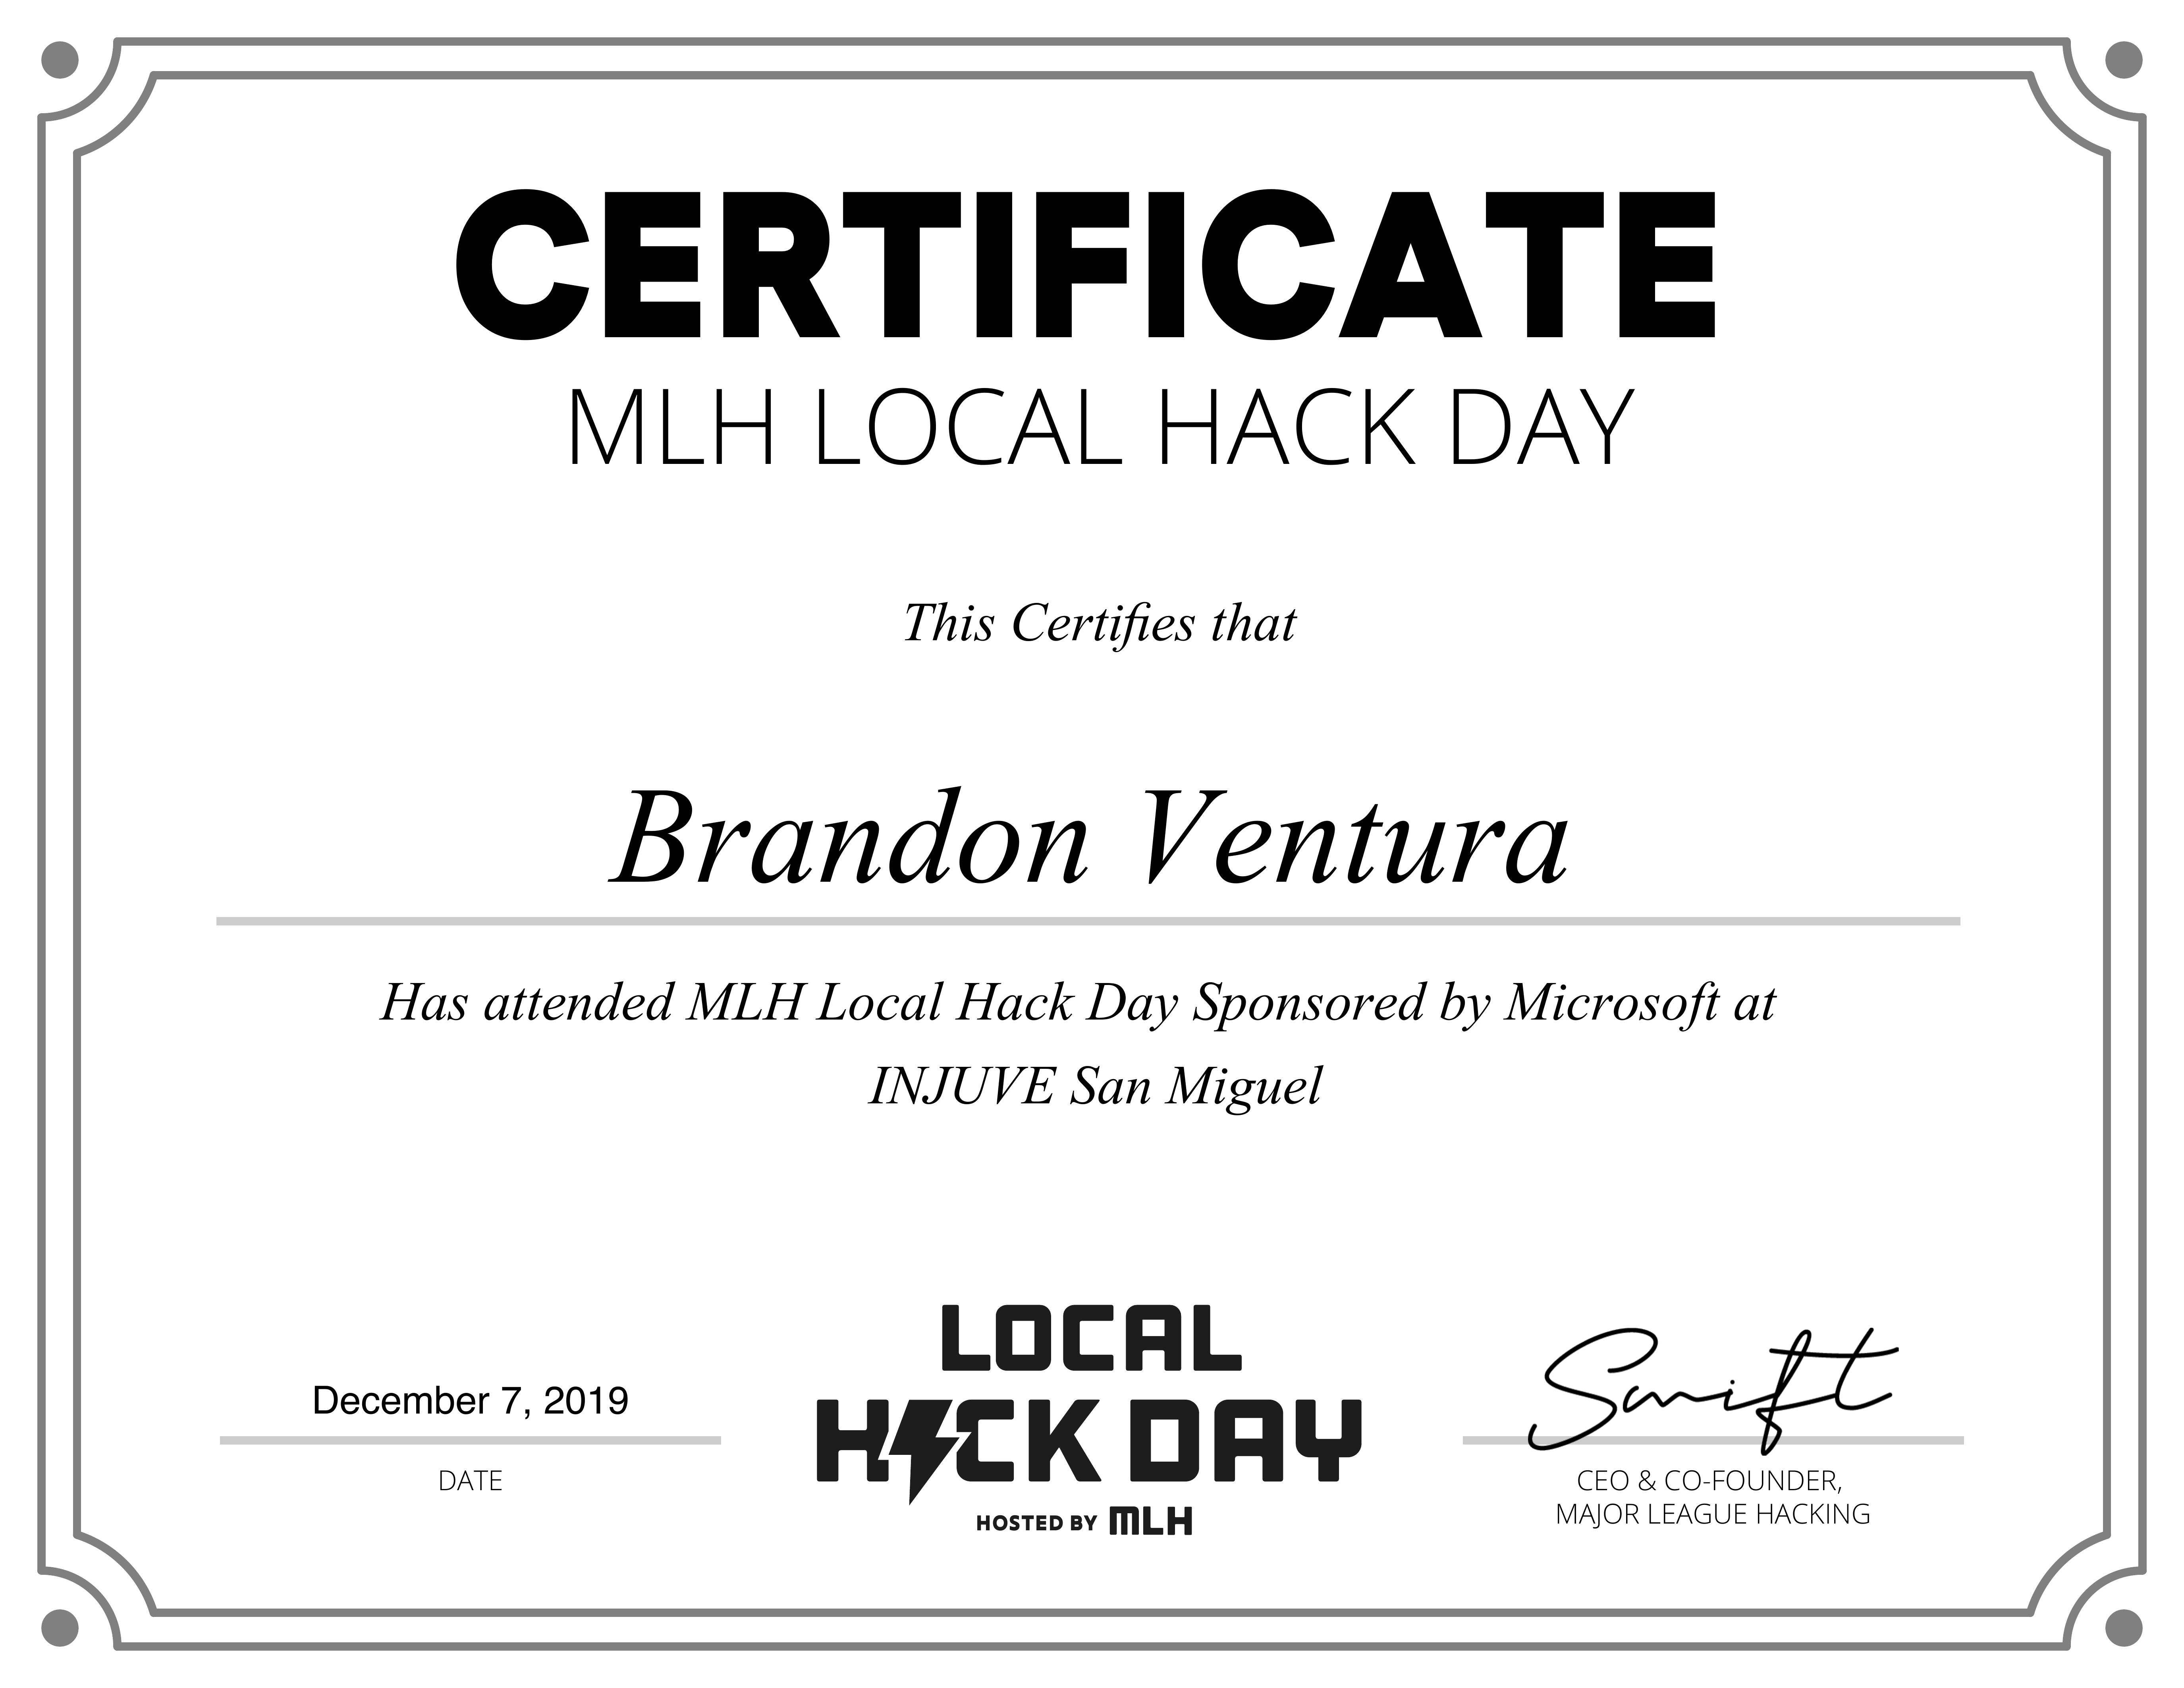 CERTIFICATE
MLH LOCAL HACK DAY
This Certifies that
Brandon Ventura
Has attended MLH Local Hack Day Sponsored by Microsoft at
INJUVE San Miguel
December 7, 2019
DATE
LOCAL
HACK DAY
HOSTED BY MLH
Swift
CEO & CO-FOUNDER,
MAJOR LEAGUE HACKING